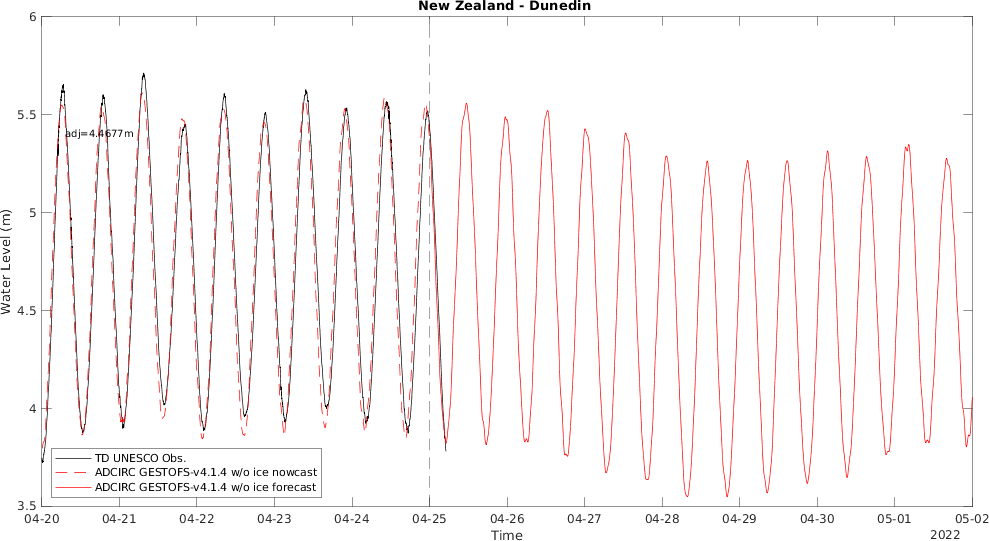 New Zealand - Dunedin
6
5.5
5
4.5
4
3.5
Water Level (m)
adj=4.4677m
TD UNESCO Obs.
ADCIRC GESTOFS-v4.1.4 w/o ice nowcast
ADCIRC GESTOFS-v4.1.4 w/o ice forecast
04-20 04-21 04-22 04-23 04-24 04-25 04-26 04-27 04-28 04-29 04-30 05-01 05-02
Time
2022